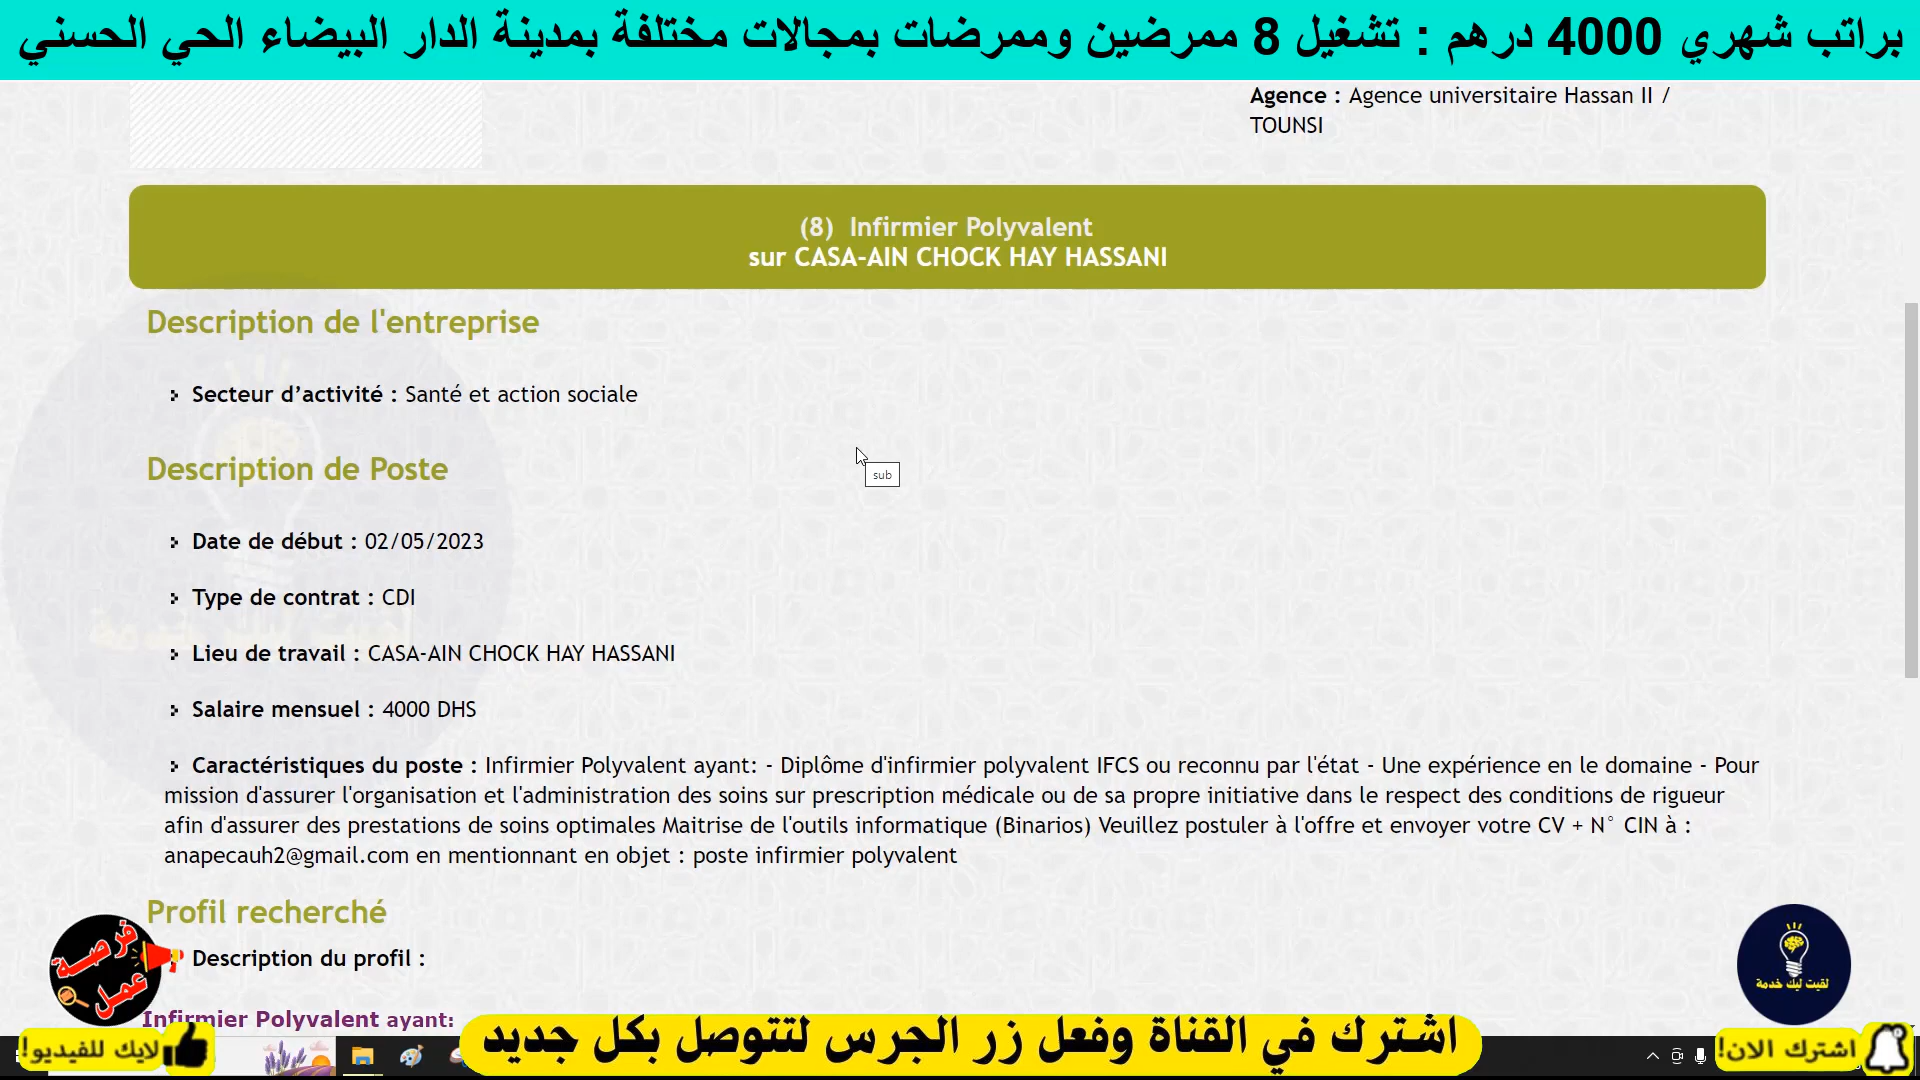 براتب شهري 4000 درهم : تشغيل 8 ممرضين وممرضات بمجالات مختلفة بمدينة الدار البيضاء الحي الحسني
Agence : Agence universitaire Hassan II /
TOUNSI
(8) Infirmier Polyvalent
sur CASA-AIN CHOCK HAY HASSANI
Description de l'entreprise
Secteur d’activité : Santé et action sociale
sub
Description de Poste
Date de début : 02/05/2023
Type de contrat : CDI
Lieu de travail : CASA-AIN CHOCK HAY HASSANI
Salaire mensuel : 4000 DHS
Caractéristiques du poste : Infirmier Polyvalent ayant: - Diplôme d'infirmier polyvalent IFCS ou reconnu par l'état - Une expérience en le domaine - Pour
mission d'assurer l'organisation et l'administration des soins sur prescription médicale ou de sa propre initiative dans le respect des conditions de rigueur
afin d'assurer des prestations de soins optimales Maitrise de l'outils informatique (Binarios) Veuillez postuler à l'offre et envoyer votre CV + N° CIN à :
anapecauh2@gmail.com en mentionnant en objet : poste infirmier polyvalent
Profil recherché
Description du profil :
فرصة
عمل
لقيت ليك خدمة
Infirmier Polyvalent ayant:
لايك للفيديو!
اشترك في القناة وفعل زر الجرس لتتوصل بكل جديد
اشترك الان!